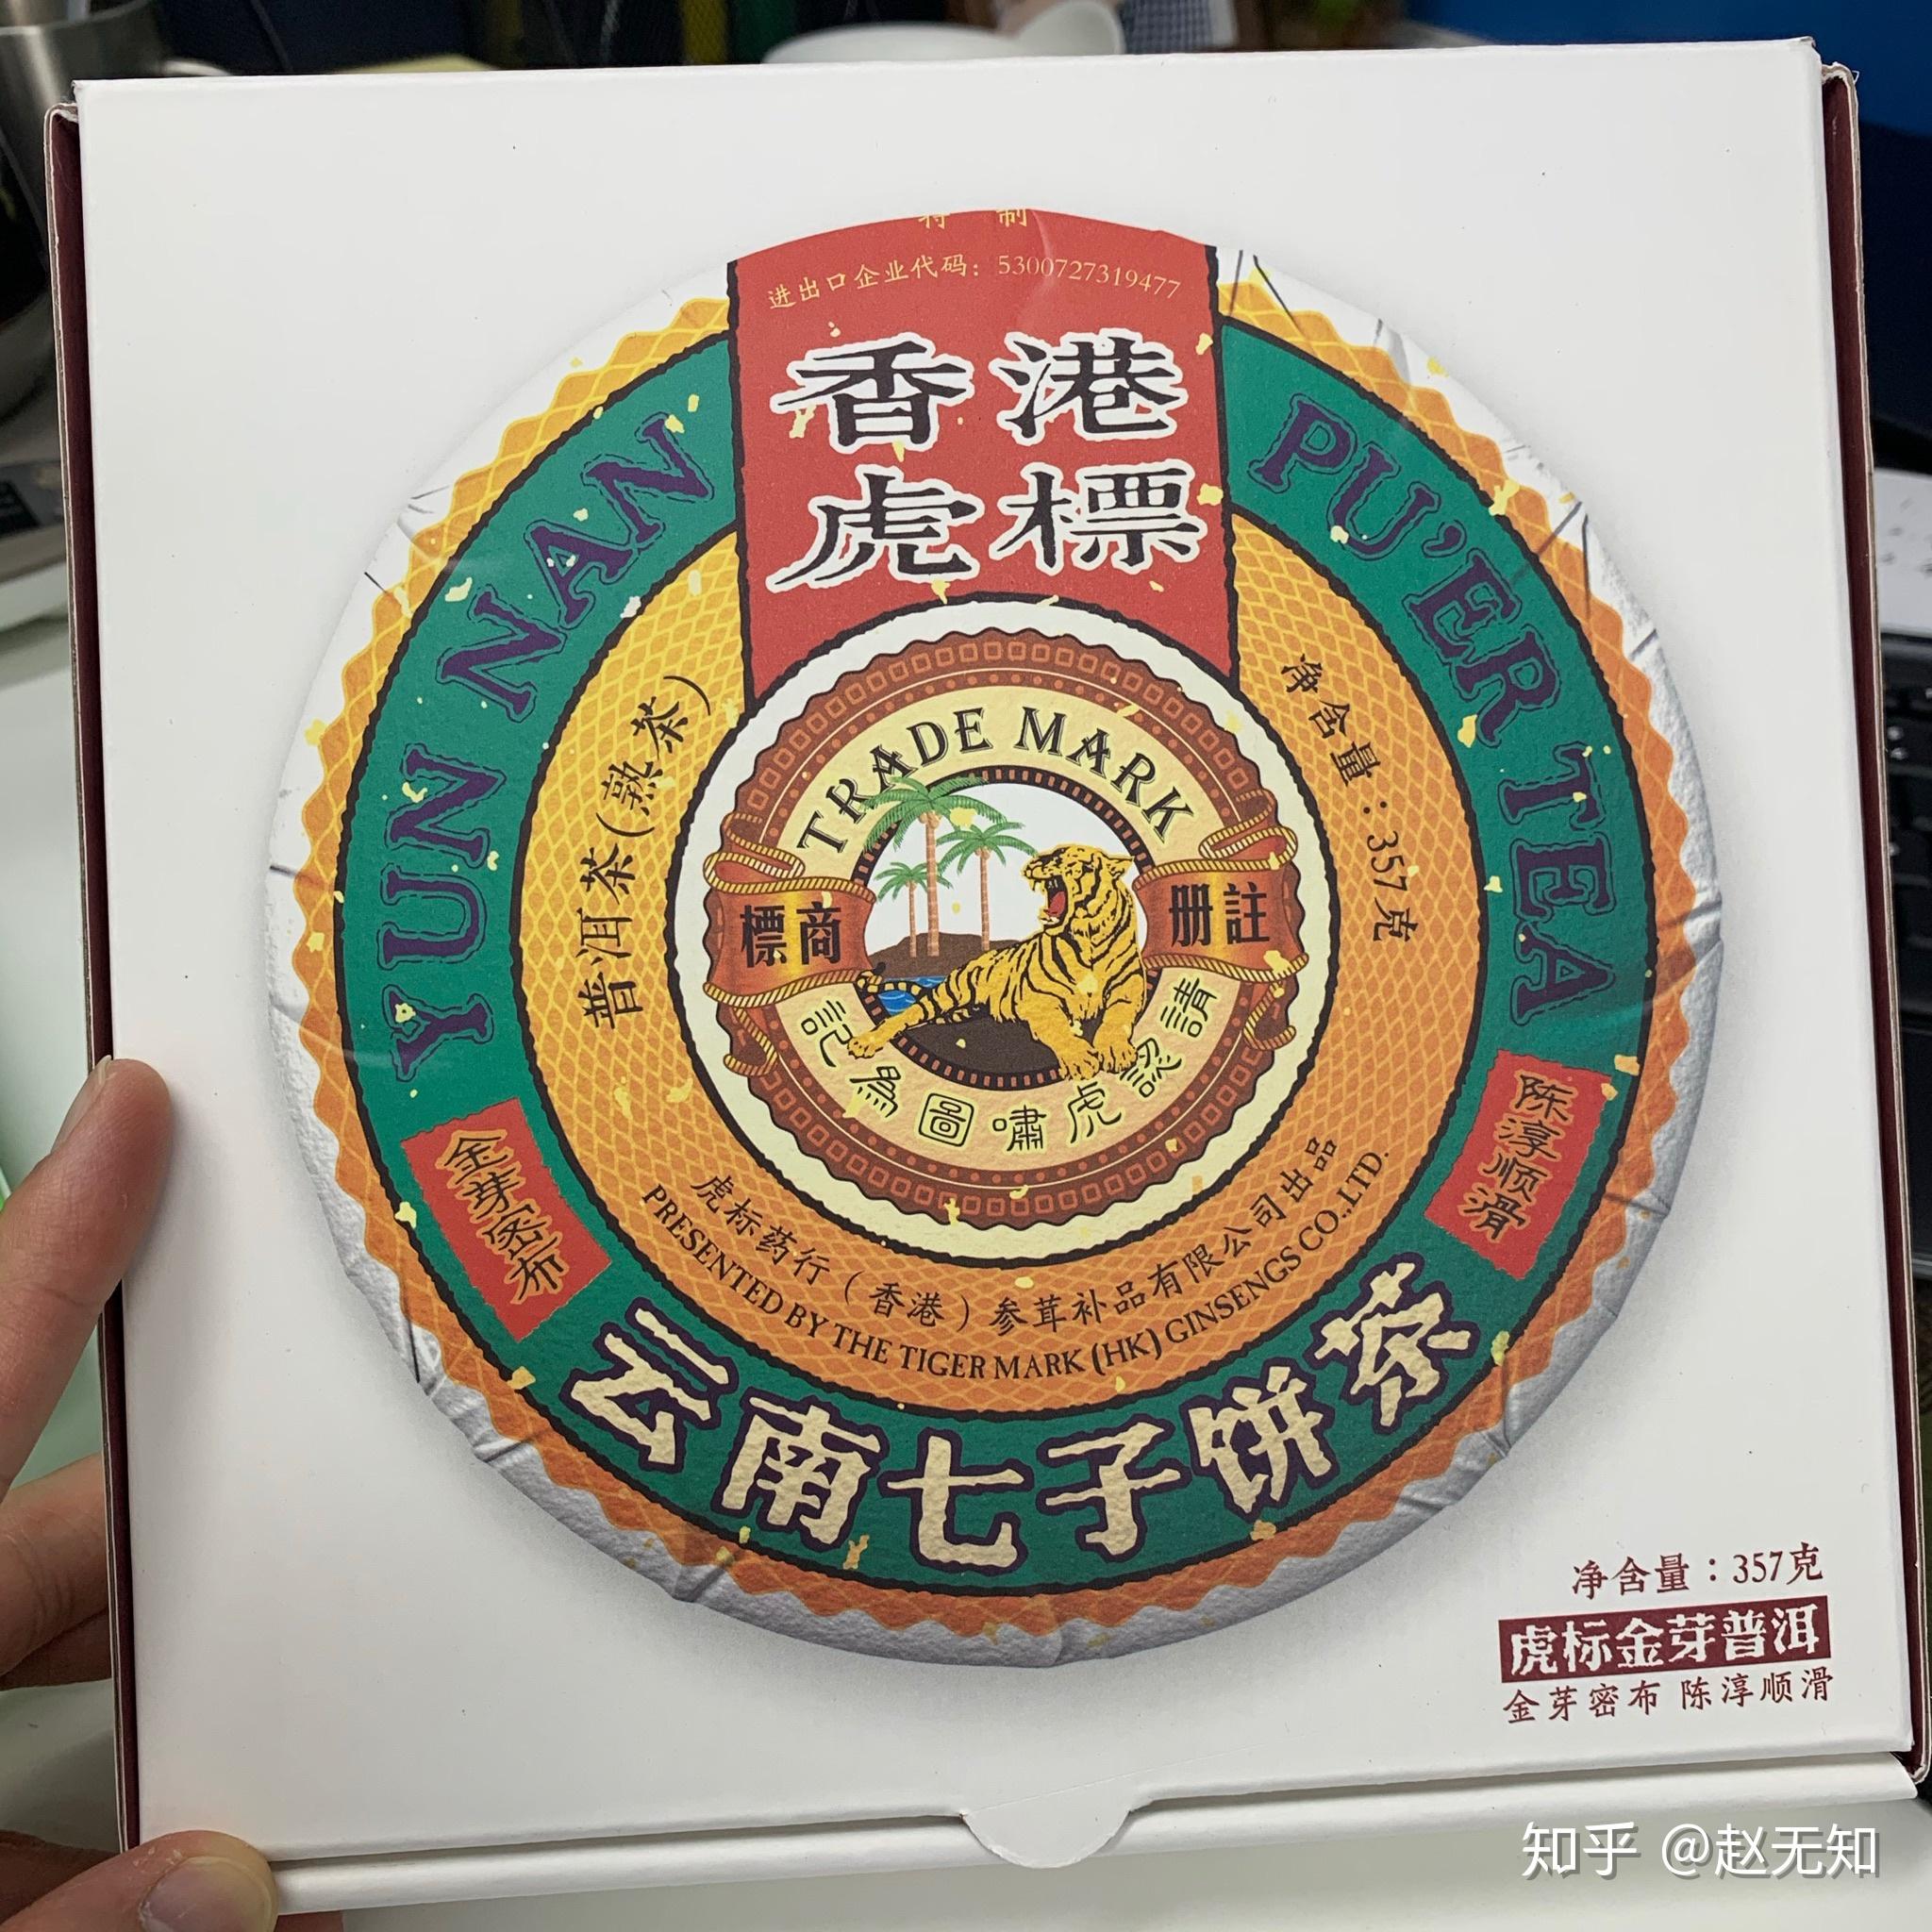 特 制
进出口企业代码：5300727319477
香港
虎標
YUN NAN
PU'ER TEA
普洱茶(熟茶)
净含量：357克
TRADE MARK
標商
册註
記為圖嘯虎認請
虎标药行（香港）参茸补品有限公司出品
PRESENTED BY THE TIGER MARK (HK) GINSENGS CO.,LTD.
金芽密布
陈淳顺滑
云南七子饼茶
净含量：357克
虎标金芽普洱
金芽密布 陈淳顺滑
知乎 @赵无知